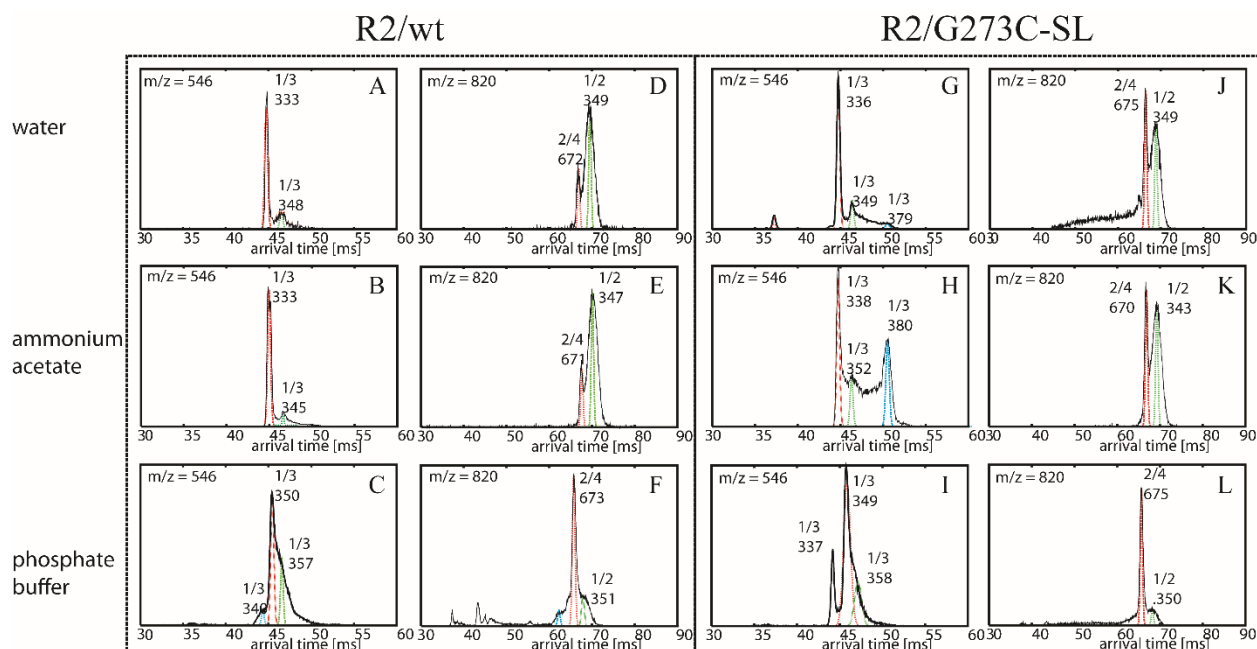 R2/wt
R2/G273C-SL
water
m/z = 546
A
1/3
333
1/3
348
30 35 40 45 50 55 60
arrival time [ms]
m/z = 820
D
1/2
349
2/4
672
30 40 50 60 70 80 90
arrival time [ms]
m/z = 546
G
1/3
336
1/3
349
1/3
379
30 35 40 45 50 55 60
arrival time [ms]
m/z = 820
J
2/4
675
1/2
349
30 40 50 60 70 80 90
arrival time [ms]
ammonium
acetate
m/z = 546
B
1/3
333
1/3
345
30 35 40 45 50 55 60
arrival time [ms]
m/z = 820
E
1/2
347
2/4
671
30 40 50 60 70 80 90
arrival time [ms]
m/z = 546
H
1/3
338
1/3
380
1/3
352
30 35 40 45 50 55 60
arrival time [ms]
m/z = 820
K
2/4
670
1/2
343
30 40 50 60 70 80 90
arrival time [ms]
phosphate
buffer
m/z = 546
C
1/3
350
1/3
357
1/3
340
30 35 40 45 50 55 60
arrival time [ms]
m/z = 820
F
2/4
673
1/2
351
30 40 50 60 70 80 90
arrival time [ms]
m/z = 546
I
1/3
349
1/3
337
1/3
358
30 35 40 45 50 55 60
arrival time [ms]
m/z = 820
L
2/4
675
1/2
.350
30 40 50 60 70 80 90
arrival time [ms]